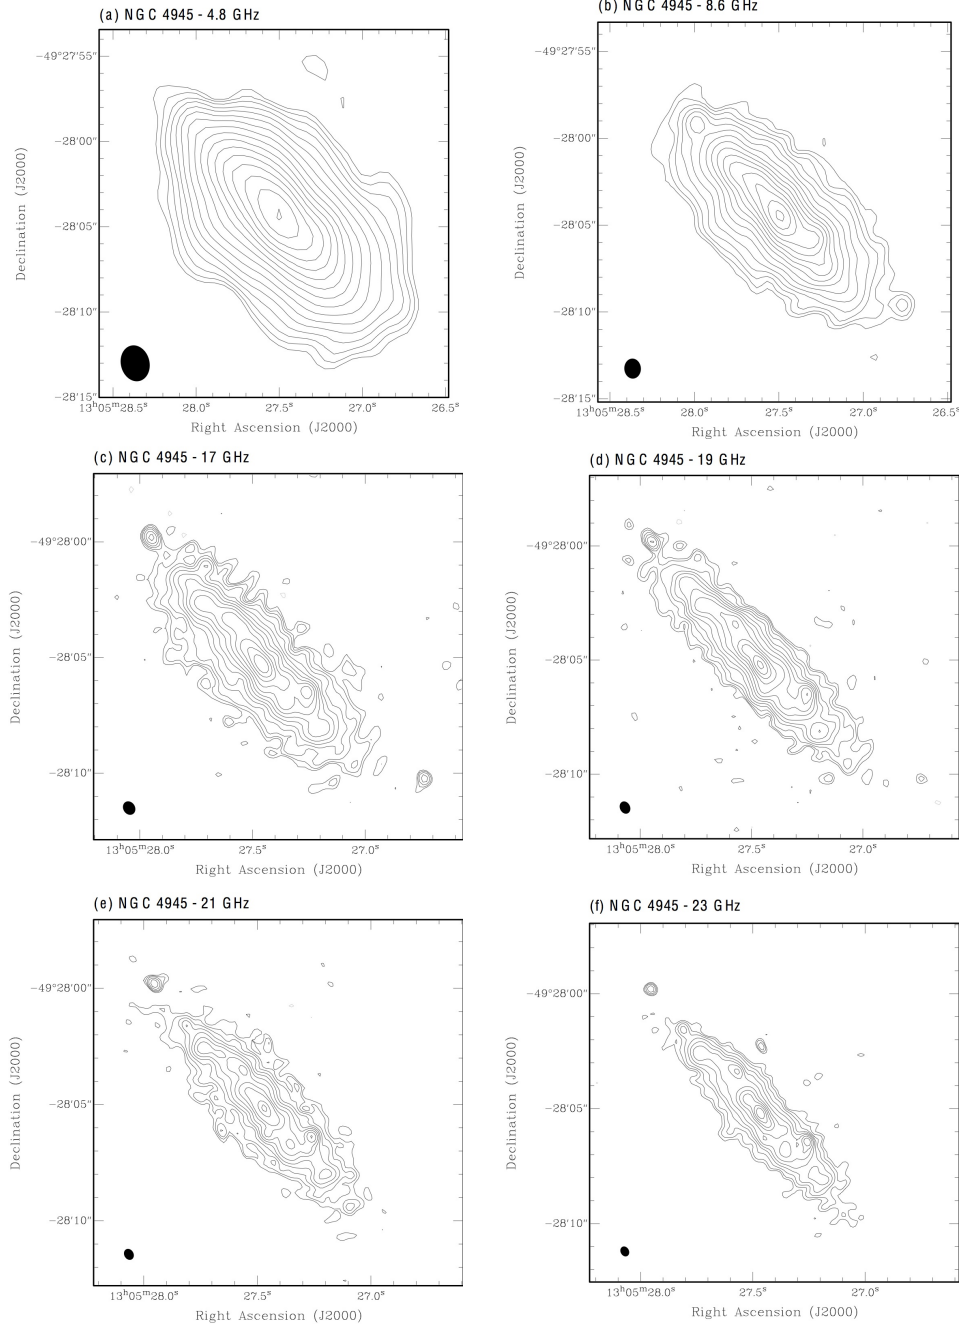 (a) NGC 4945 - 4.8 GHz
(b) NGC 4945 - 8.6 GHz
Declination (J2000)
−49°27′55″
−28′00″
−28′05″
−28′10″
−28′15″
13ʰ05ᵐ28.5ˢ 28.0ˢ 27.5ˢ 27.0ˢ 26.5ˢ
Right Ascension (J2000)
Declination (J2000)
−49°27′55″
−28′00″
−28′05″
−28′10″
−28′15″
13ʰ05ᵐ28.5ˢ 28.0ˢ 27.5ˢ 27.0ˢ 26.5ˢ
Right Ascension (J2000)
(c) NGC 4945 - 17 GHz
(d) NGC 4945 - 19 GHz
Declination (J2000)
−49°28′00″
−28′05″
−28′10″
13ʰ05ᵐ28.0ˢ 27.5ˢ 27.0ˢ
Right Ascension (J2000)
Declination (J2000)
−49°28′00″
−28′05″
−28′10″
13ʰ05ᵐ28.0ˢ 27.5ˢ 27.0ˢ
Right Ascension (J2000)
(e) NGC 4945 - 21 GHz
(f) NGC 4945 - 23 GHz
Declination (J2000)
−49°28′00″
−28′05″
−28′10″
13ʰ05ᵐ28.0ˢ 27.5ˢ 27.0ˢ
Right Ascension (J2000)
Declination (J2000)
−49°28′00″
−28′05″
−28′10″
13ʰ05ᵐ28.0ˢ 27.5ˢ 27.0ˢ
Right Ascension (J2000)